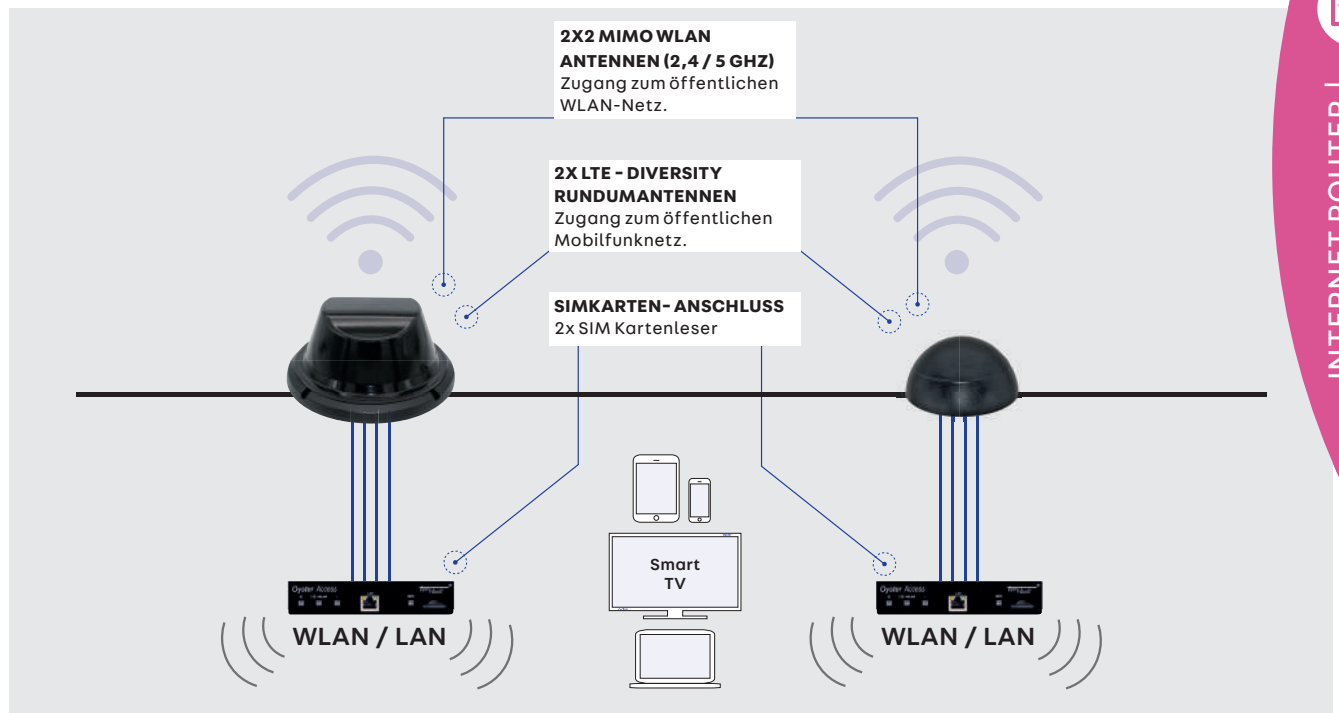 2X2 MIMO WLAN
ANTENNEN (2,4 / 5 GHZ)
Zugang zum öffentlichen
WLAN-Netz.
2X LTE - DIVERSITY
RUNDUMANTENNEN
Zugang zum öffentlichen
Mobilfunknetz.
SIMKARTEN- ANSCHLUSS
2x SIM Kartenleser
Smart
TV
Oyster Access
WLAN / LAN
Oyster Access
WLAN / LAN
INTERNET ROUTER |